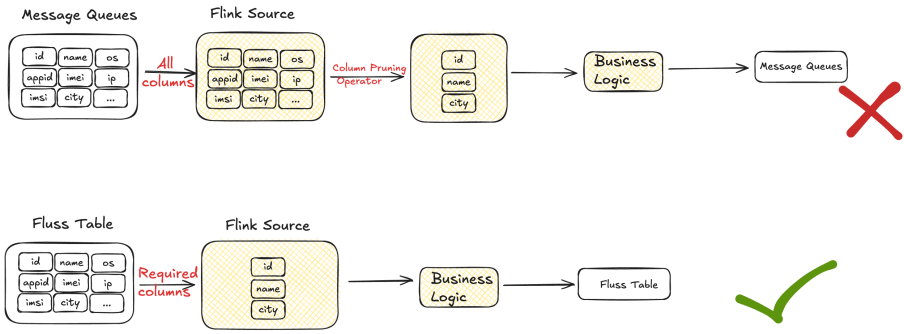 Message Queues
Flink Source
id name os
appid imei ip
imsi city ...
All
columns
id name os
appid imei ip
imsi city ...
Column Pruning
Operator
id
name
city
Business
Logic
Message Queues
Fluss Table
Flink Source
id name os
appid imei ip
imsi city ...
Required
columns
id
name
city
Business
Logic
Fluss Table